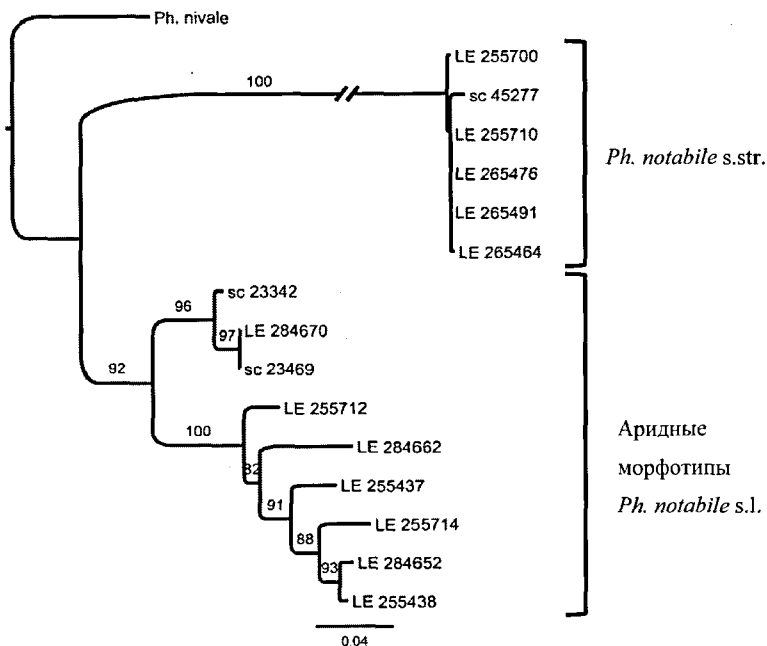 Ph. nivale
LE 255700
100
sc 45277
LE 255710
Ph. notabile s.str.
LE 265476
LE 265491
LE 265464
sc 23342
96
LE 284670
97
sc 23469
92
LE 255712
100
Аридные
морфотипы
Ph. notabile s.l.
LE 284662
82
LE 255437
91
LE 255714
88
LE 284652
93
LE 255438
0.04